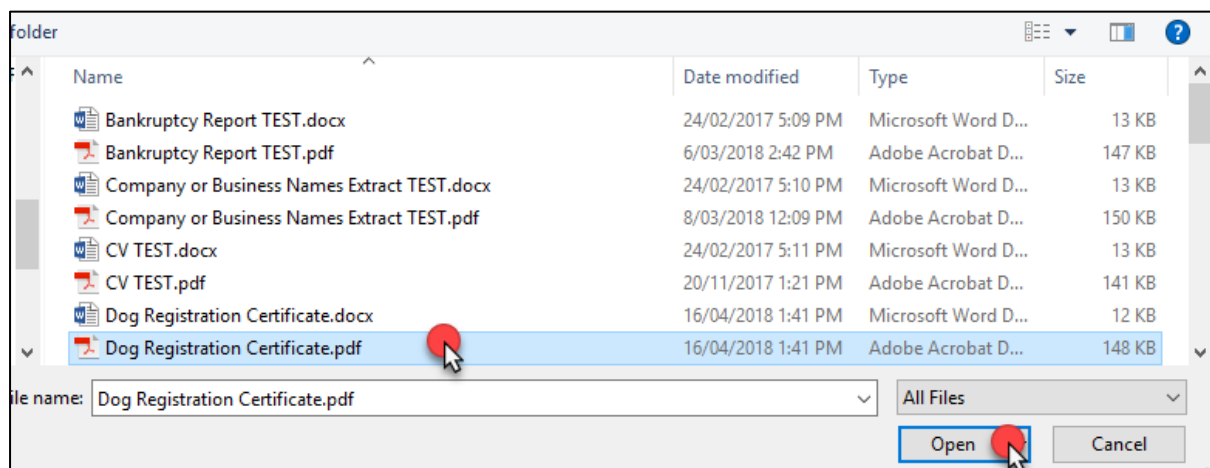 folder
Name Date modified Type Size
Bankruptcy Report TEST.docx 24/02/2017 5:09 PM Microsoft Word D... 13 KB
Bankruptcy Report TEST.pdf 6/03/2018 2:42 PM Adobe Acrobat D... 147 KB
Company or Business Names Extract TEST.docx 24/02/2017 5:10 PM Microsoft Word D... 13 KB
Company or Business Names Extract TEST.pdf 8/03/2018 12:09 PM Adobe Acrobat D... 150 KB
CV TEST.docx 24/02/2017 5:11 PM Microsoft Word D... 13 KB
CV TEST.pdf 20/11/2017 1:21 PM Adobe Acrobat D... 141 KB
Dog Registration Certificate.docx 16/04/2018 1:41 PM Microsoft Word D... 12 KB
Dog Registration Certificate.pdf 16/04/2018 1:41 PM Adobe Acrobat D... 148 KB
ile name: Dog Registration Certificate.pdf All Files
Open Cancel